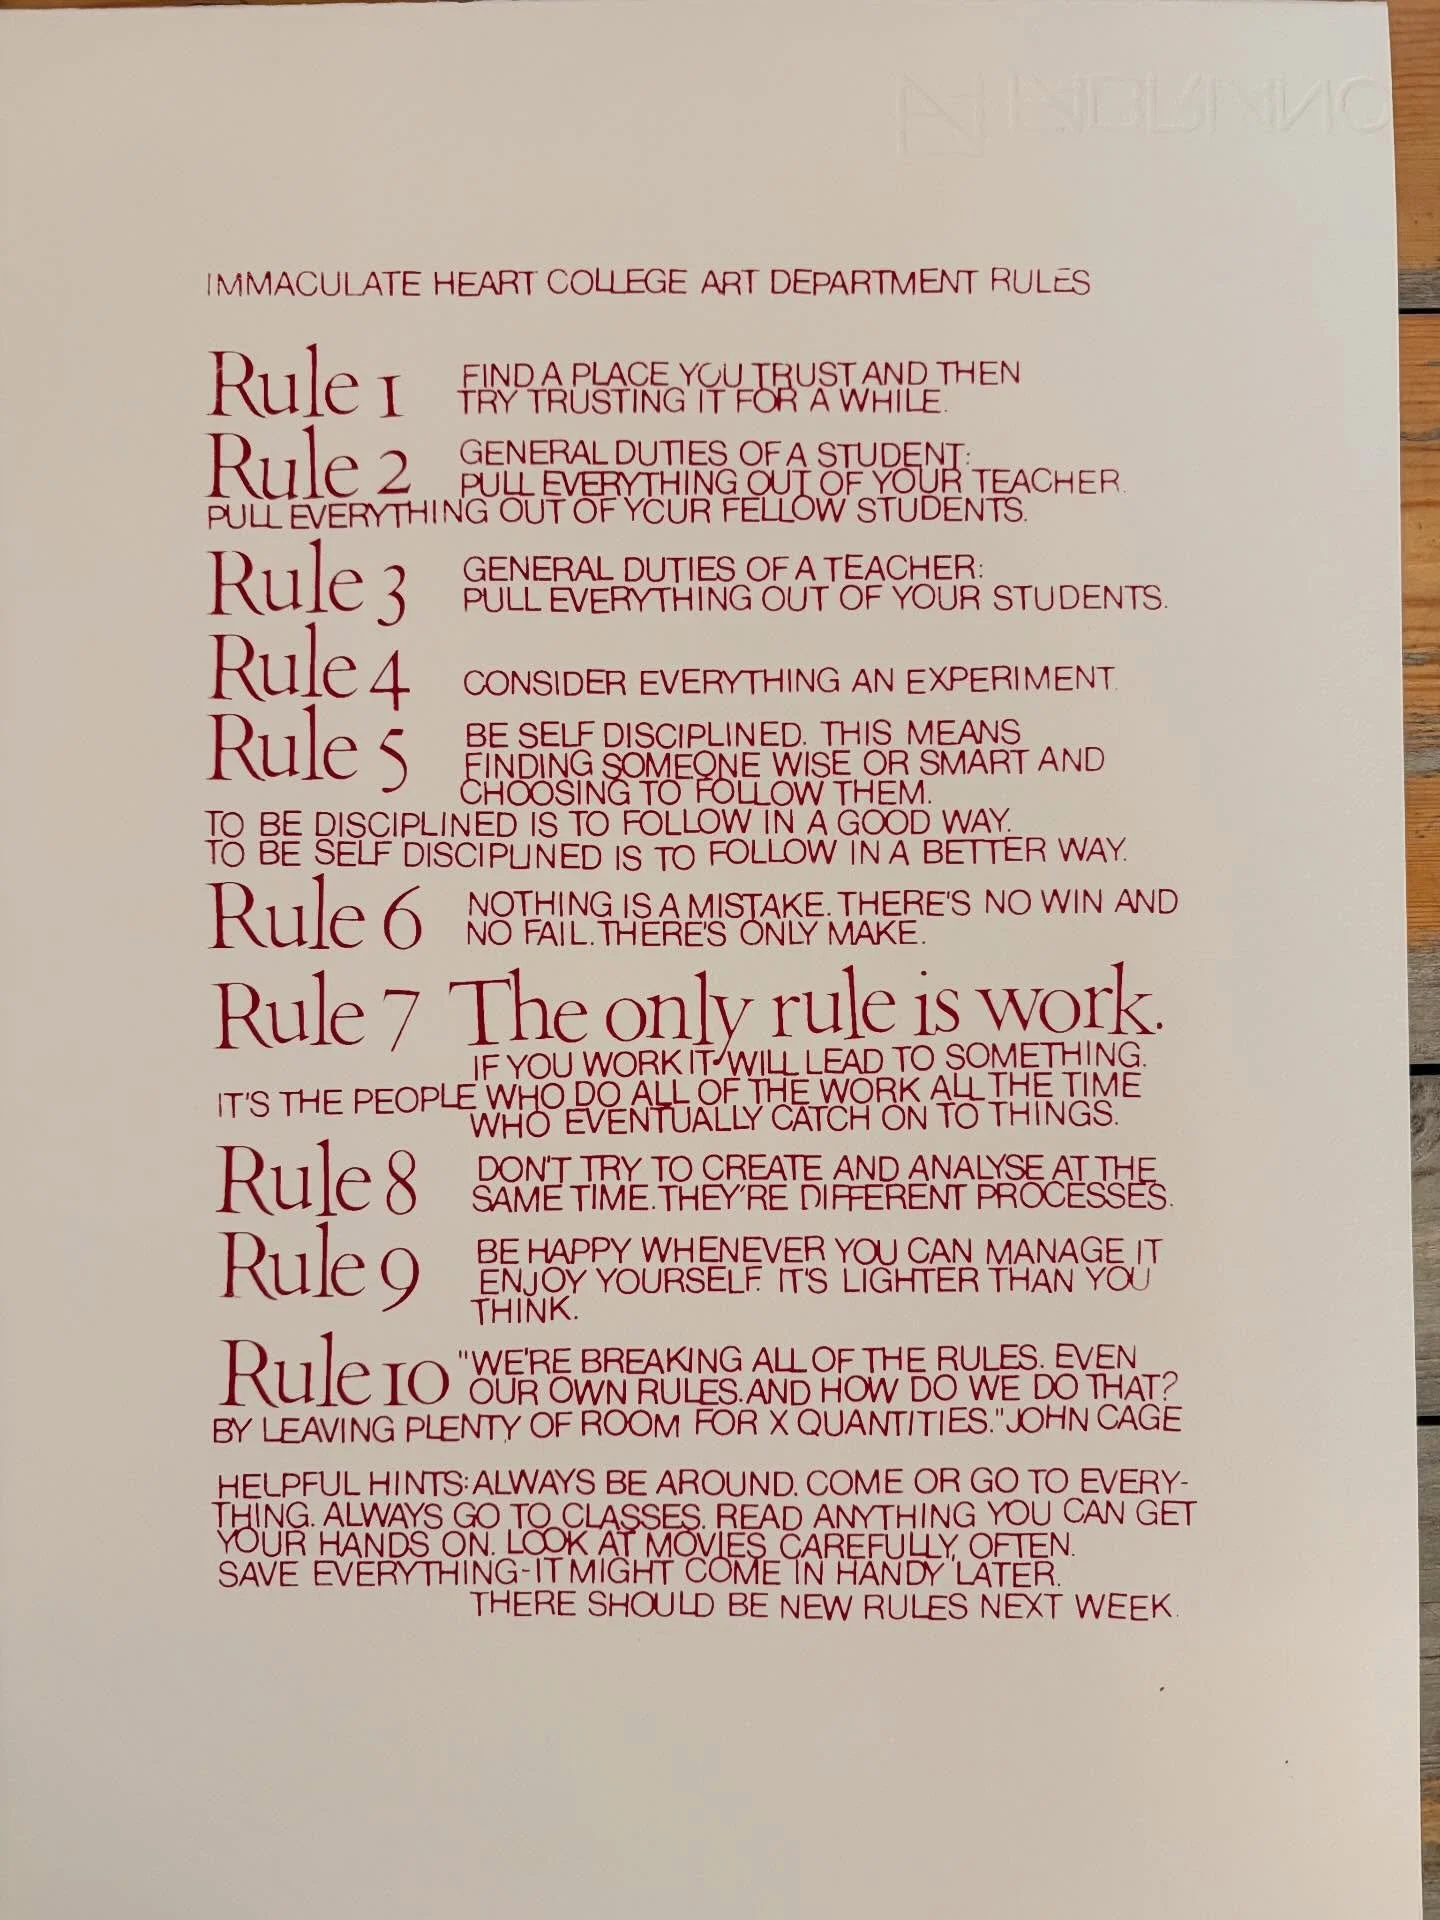 FABRIANO
IMMACULATE HEART COLLEGE ART DEPARTMENT RULES
Rule 1 FIND A PLACE YOU TRUST AND THEN
TRY TRUSTING IT FOR A WHILE.
Rule 2 GENERAL DUTIES OF A STUDENT:
PULL EVERYTHING OUT OF YOUR TEACHER.
PULL EVERYTHING OUT OF YOUR FELLOW STUDENTS.
Rule 3 GENERAL DUTIES OF A TEACHER:
PULL EVERYTHING OUT OF YOUR STUDENTS.
Rule 4 CONSIDER EVERYTHING AN EXPERIMENT.
Rule 5 BE SELF DISCIPLINED. THIS MEANS
FINDING SOMEONE WISE OR SMART AND
CHOOSING TO FOLLOW THEM.
TO BE DISCIPLINED IS TO FOLLOW IN A GOOD WAY.
TO BE SELF DISCIPLINED IS TO FOLLOW IN A BETTER WAY.
Rule 6 NOTHING IS A MISTAKE. THERE'S NO WIN AND
NO FAIL. THERE'S ONLY MAKE.
Rule 7 The only rule is work.
IF YOU WORK IT WILL LEAD TO SOMETHING.
IT'S THE PEOPLE WHO DO ALL OF THE WORK ALL THE TIME
WHO EVENTUALLY CATCH ON TO THINGS.
Rule 8 DON'T TRY TO CREATE AND ANALYSE AT THE
SAME TIME. THEY'RE DIFFERENT PROCESSES.
Rule 9 BE HAPPY WHENEVER YOU CAN MANAGE IT
ENJOY YOURSELF. IT'S LIGHTER THAN YOU
THINK.
Rule 10 "WE'RE BREAKING ALL OF THE RULES. EVEN
OUR OWN RULES. AND HOW DO WE DO THAT?
BY LEAVING PLENTY OF ROOM FOR X QUANTITIES." JOHN CAGE
HELPFUL HINTS: ALWAYS BE AROUND. COME OR GO TO EVERY-
THING. ALWAYS GO TO CLASSES. READ ANYTHING YOU CAN GET
YOUR HANDS ON. LOOK AT MOVIES CAREFULLY, OFTEN.
SAVE EVERYTHING-IT MIGHT COME IN HANDY LATER.
THERE SHOULD BE NEW RULES NEXT WEEK.